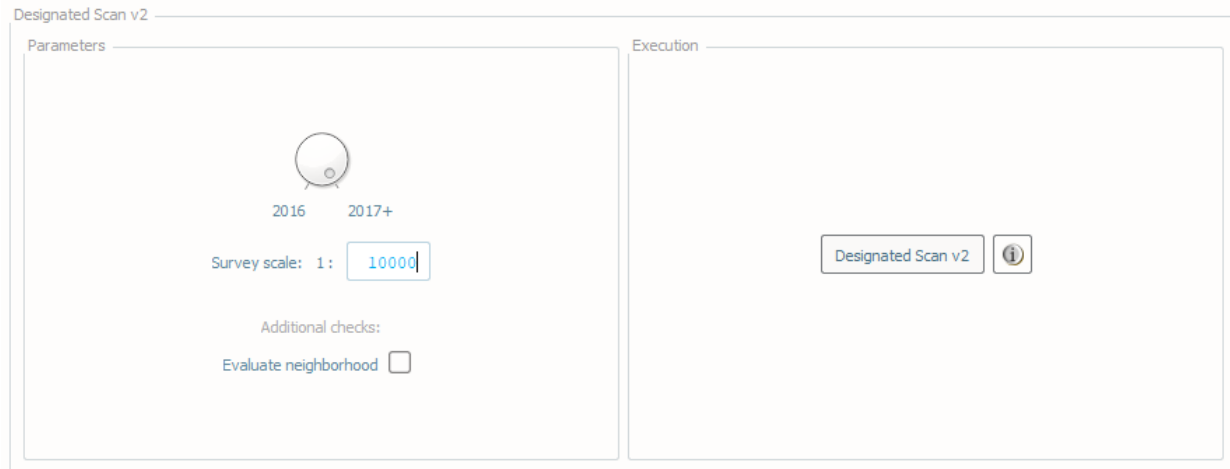 Designated Scan v2
Parameters
Execution
2016 2017+
Survey scale: 1: 10000
Designated Scan v2
Additional checks:
Evaluate neighborhood